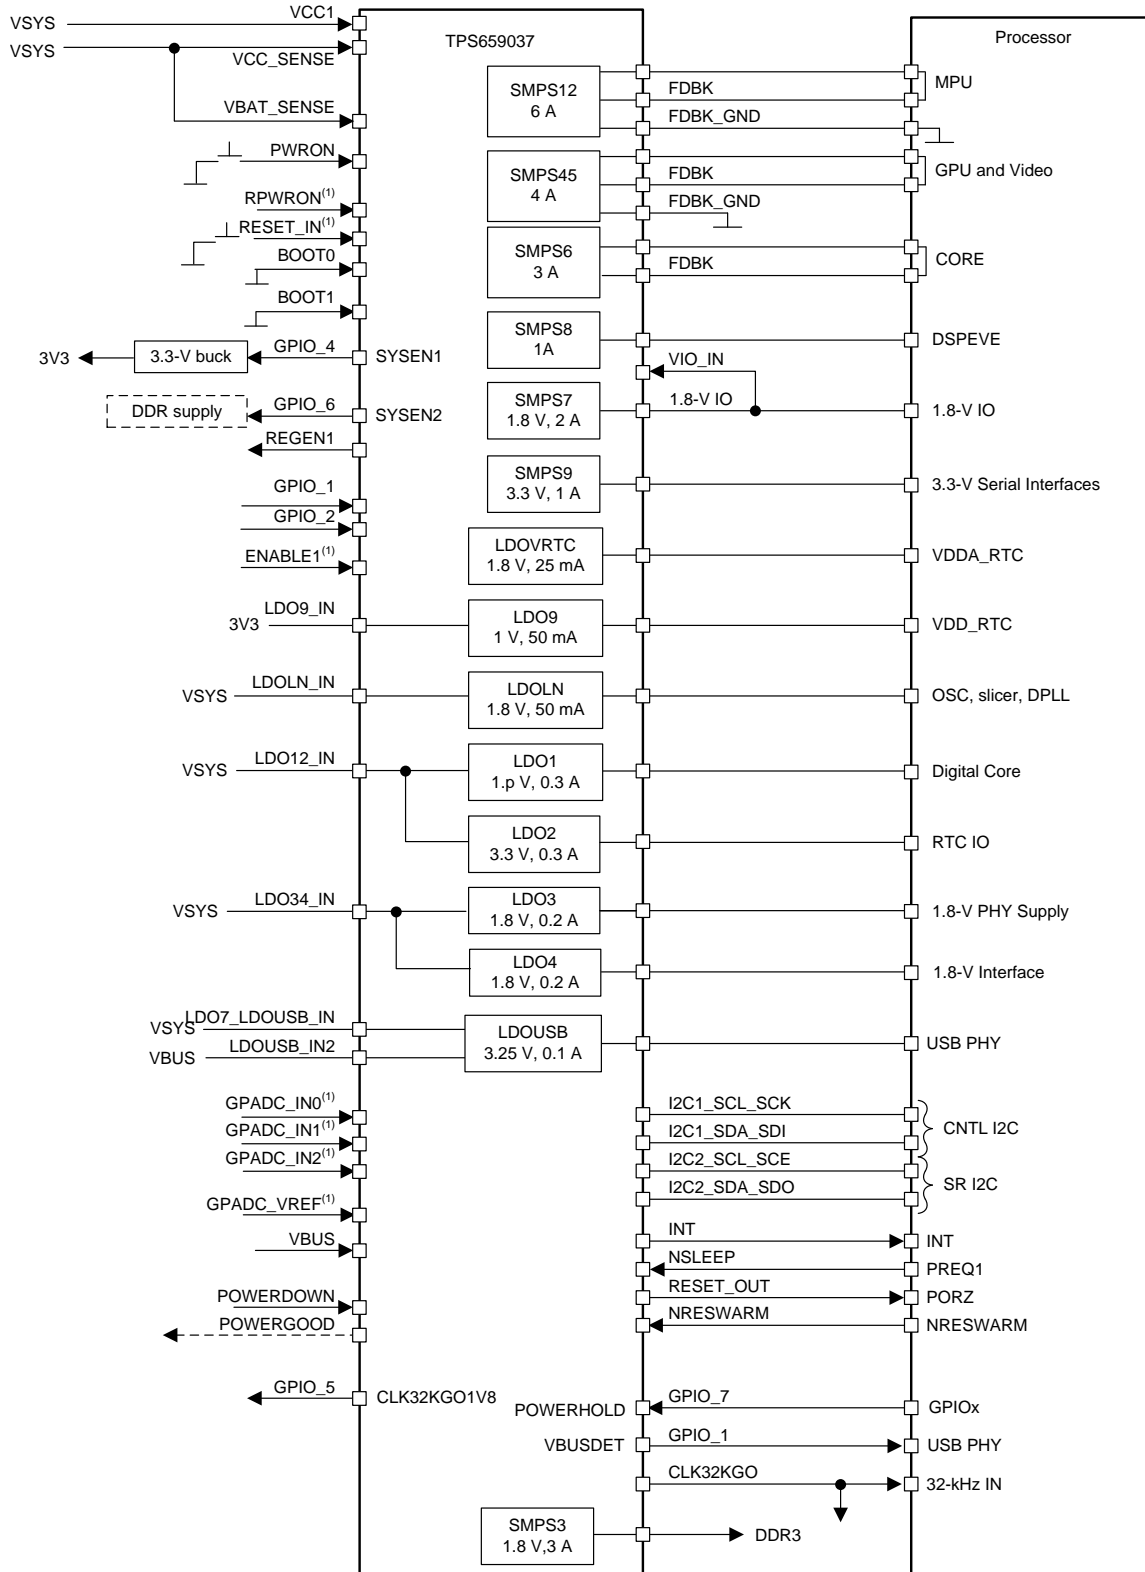 VSYS
VCC1
VSYS
VCC_SENSE
VBAT_SENSE
PWRON
RPWRON(1)
RESET_IN(1)
BOOT0
BOOT1
3V3
3.3-V buck
GPIO_4
SYSEN1
DDR supply
GPIO_6
SYSEN2
REGEN1
GPIO_1
GPIO_2
ENABLE1(1)
3V3
LDO9_IN
VSYS
LDOLN_IN
VSYS
LDO12_IN
VSYS
LDO34_IN
VSYS
LDO7_LDOUSB_IN
VBUS
LDOUSB_IN2
GPADC_IN0(1)
GPADC_IN1(1)
GPADC_IN2(1)
GPADC_VREF(1)
VBUS
POWERDOWN
POWERGOOD
GPIO_5
CLK32KGO1V8
TPS659037
SMPS12
6 A
SMPS45
4 A
SMPS6
3 A
SMPS8
1A
SMPS7
1.8 V, 2 A
SMPS9
3.3 V, 1 A
LDOVRTC
1.8 V, 25 mA
LDO9
1 V, 50 mA
LDOLN
1.8 V, 50 mA
LDO1
1.p V, 0.3 A
LDO2
3.3 V, 0.3 A
LDO3
1.8 V, 0.2 A
LDO4
1.8 V, 0.2 A
LDOUSB
3.25 V, 0.1 A
POWERHOLD
VBUSDET
SMPS3
1.8 V,3 A
FDBK
FDBK_GND
FDBK
FDBK_GND
FDBK
VIO_IN
1.8-V IO
I2C1_SCL_SCK
I2C1_SDA_SDI
I2C2_SCL_SCE
I2C2_SDA_SDO
INT
NSLEEP
RESET_OUT
NRESWARM
GPIO_7
GPIO_1
CLK32KGO
DDR3
Processor
MPU
GPU and Video
CORE
DSPEVE
1.8-V IO
3.3-V Serial Interfaces
VDDA_RTC
VDD_RTC
OSC, slicer, DPLL
Digital Core
RTC IO
1.8-V PHY Supply
1.8-V Interface
USB PHY
CNTL I2C
SR I2C
INT
PREQ1
PORZ
NRESWARM
GPIOx
USB PHY
32-kHz IN